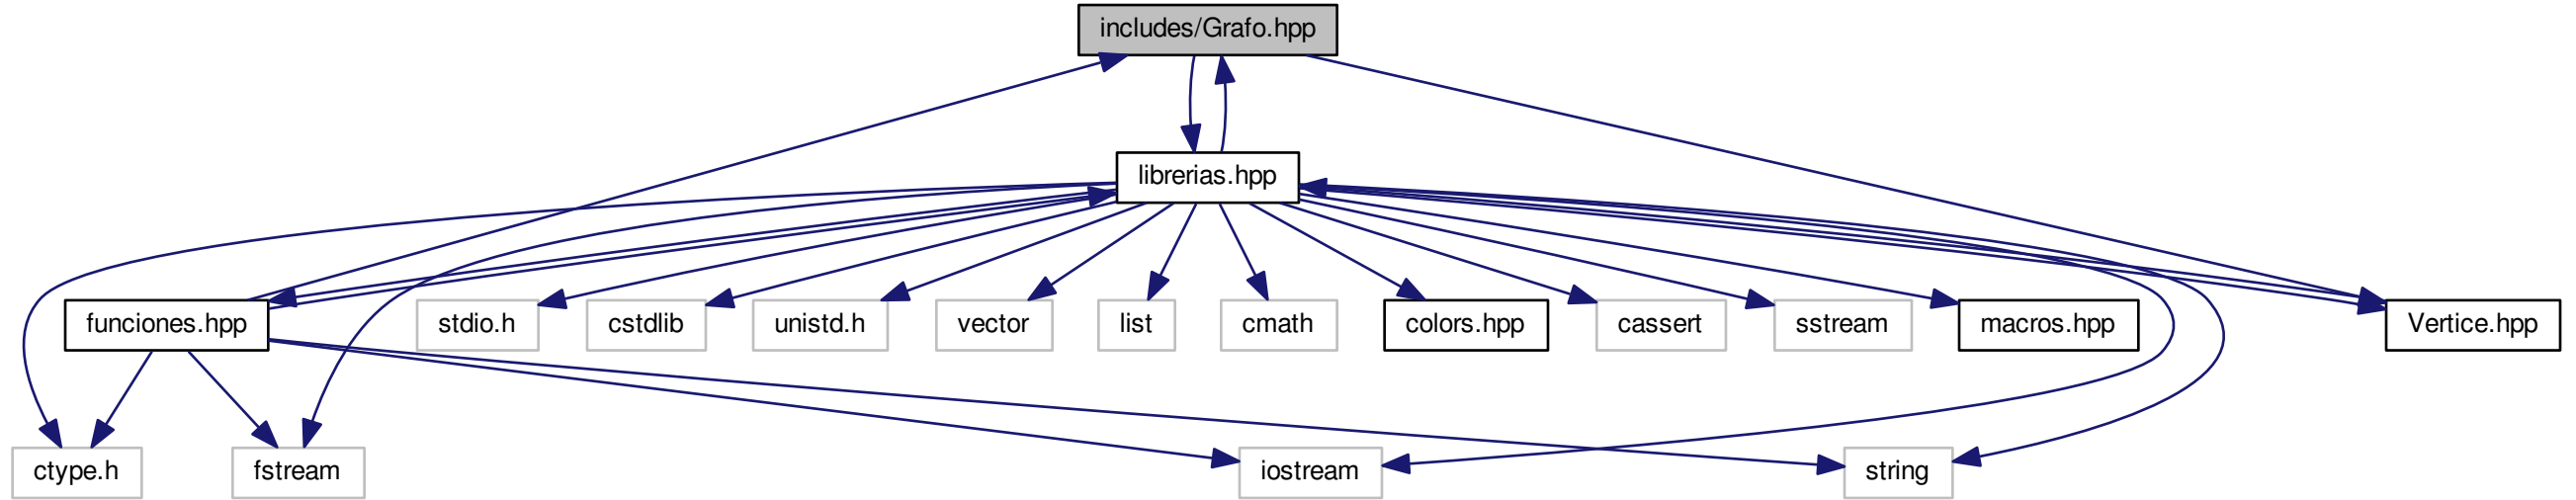 includes/Grafo.hpp
librerias.hpp
funciones.hpp
stdio.h
cstdlib
unistd.h
vector
list
cmath
colors.hpp
cassert
sstream
macros.hpp
Vertice.hpp
ctype.h
fstream
iostream
string